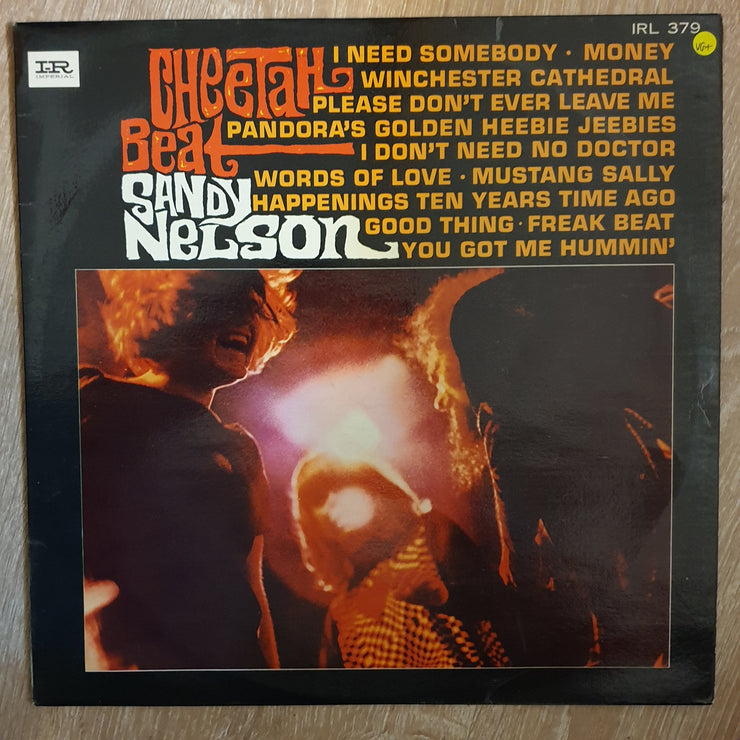 IRL 379
VG+
IR
IMPERIAL
CHEETAH
BEAT
SANDY
NELSON
I NEED SOMEBODY · MONEY
WINCHESTER CATHEDRAL
PLEASE DON'T EVER LEAVE ME
PANDORA'S GOLDEN HEEBIE JEEBIES
I DON'T NEED NO DOCTOR
WORDS OF LOVE · MUSTANG SALLY
HAPPENINGS TEN YEARS TIME AGO
GOOD THING · FREAK BEAT
YOU GOT ME HUMMIN'